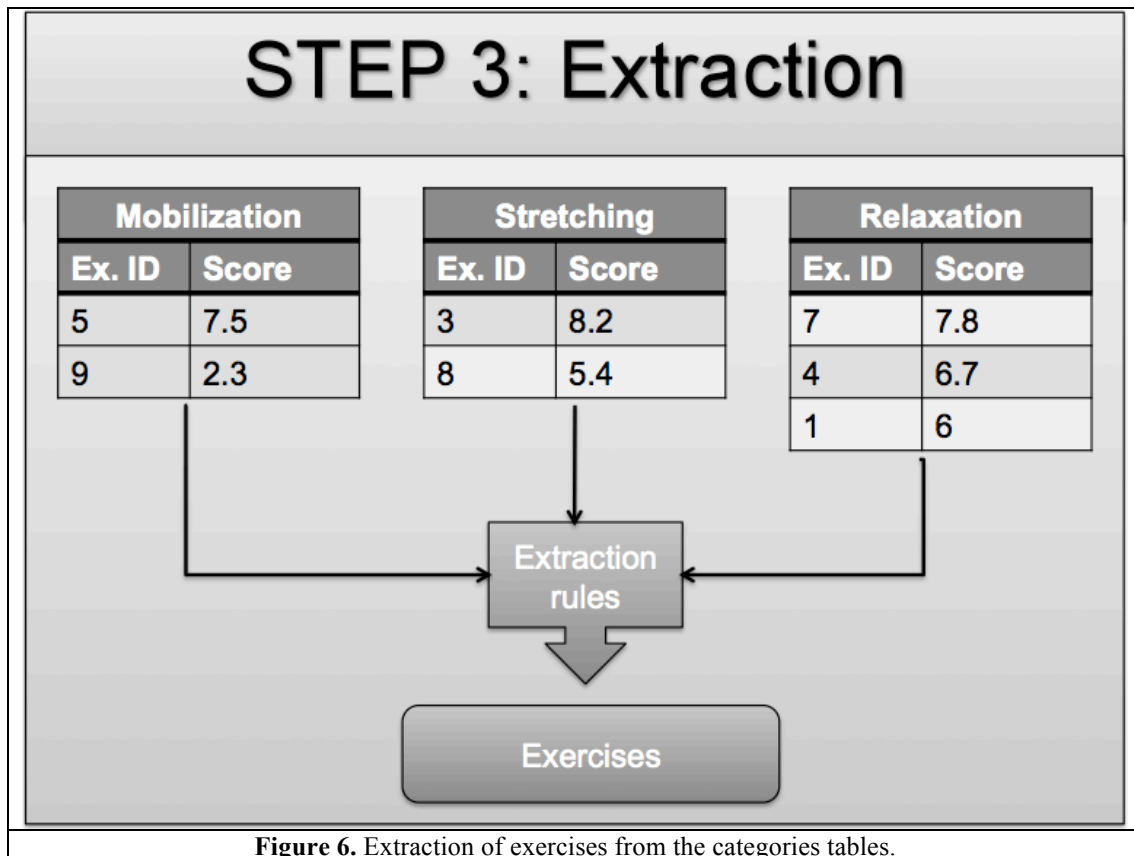 STEP 3: Extraction
Mobilization
Ex. ID Score
5 7.5
9 2.3
Stretching
Ex. ID Score
3 8.2
8 5.4
Relaxation
Ex. ID Score
7 7.8
4 6.7
1 6
Extraction
rules
Exercises
Figure 6. Extraction of exercises from the categories tables.